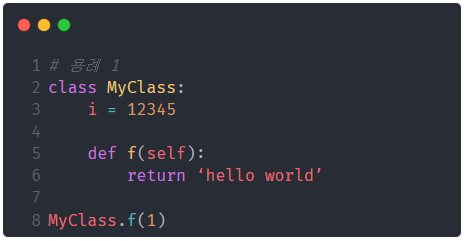 1 # 용례 1
2 class MyClass:
3     i = 12345
4
5     def f(self):
6         return ‘hello world’
7
8 MyClass.f(1)